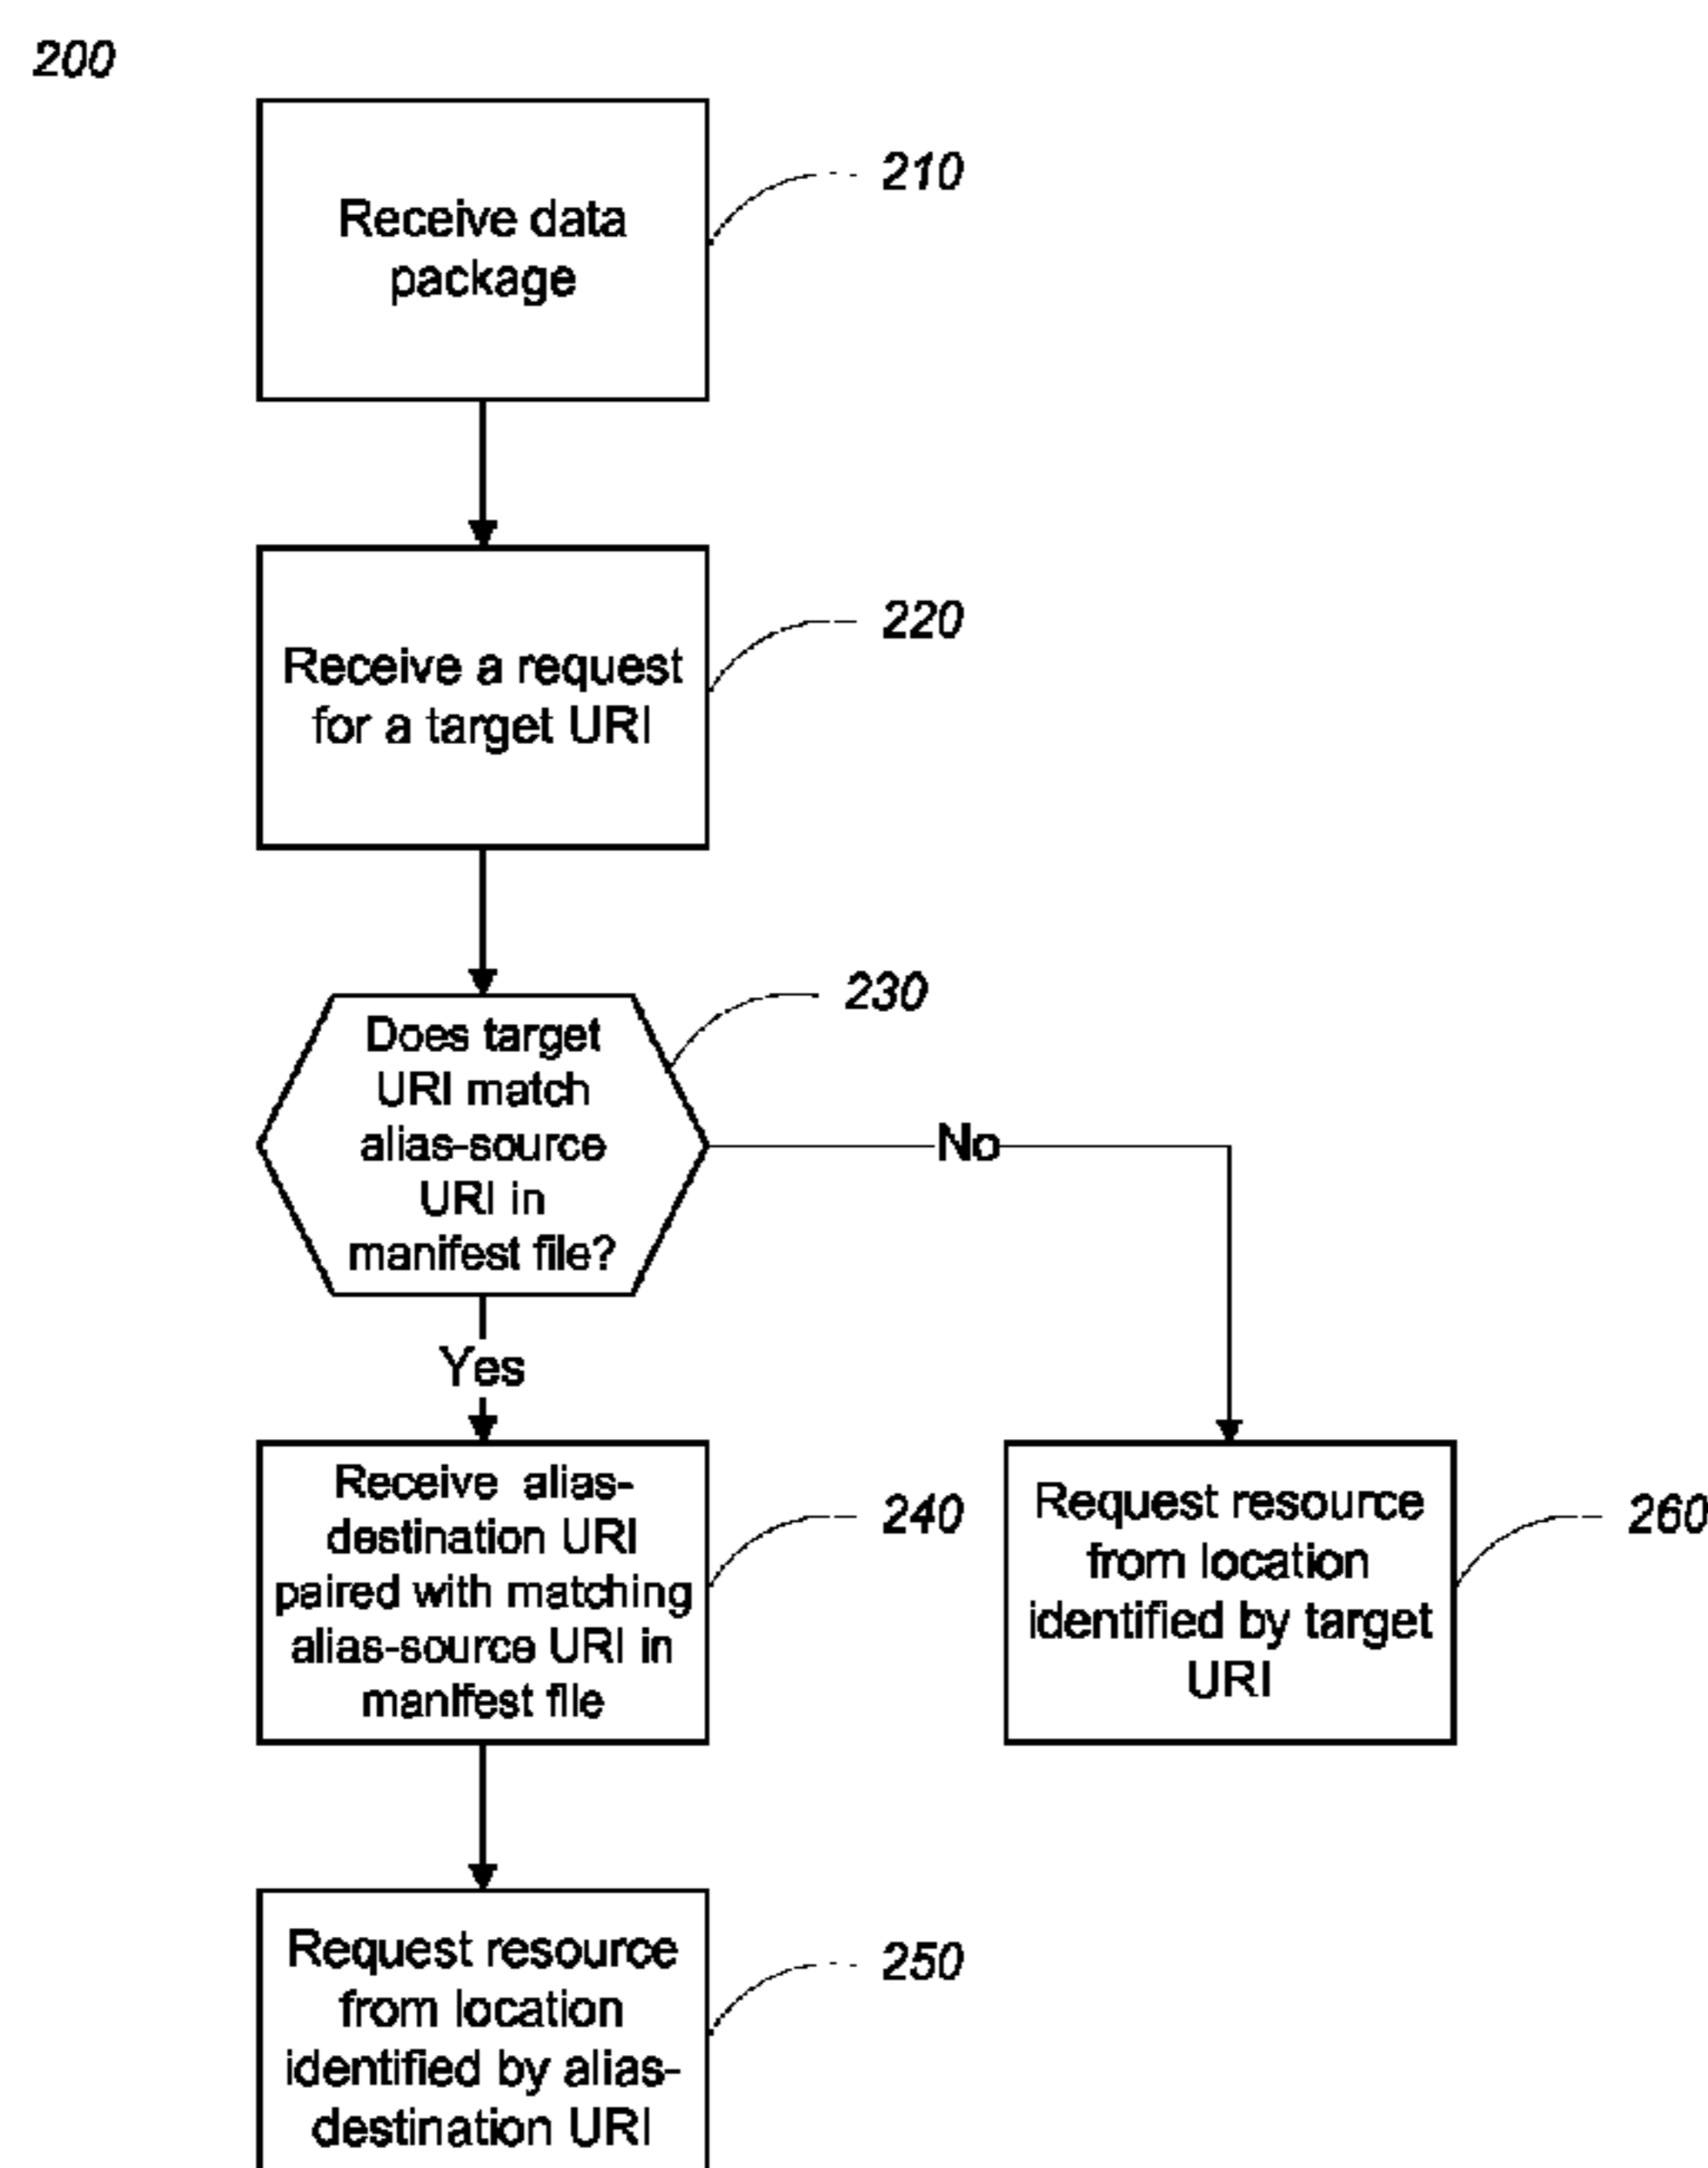 200
Receive data
package
210
Receive a request
for a target URI
220
Does target
URI match
alias-source
URI in
manifest file?
230
No
Yes
Receive alias-
destination URI
paired with matching
alias-source URI in
manifest file
240
Request resource
from location
identified by target
URI
260
Request resource
from location
identified by alias-
destination URI
250